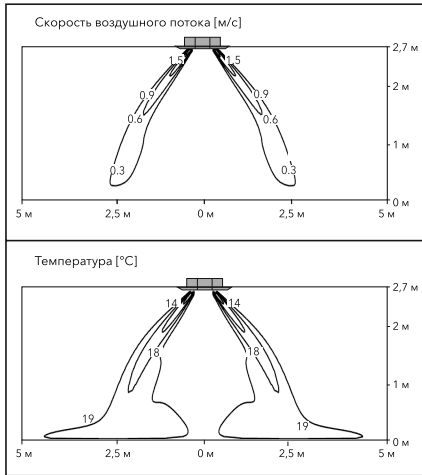 Скорость воздушного потока [м/с]
2,7 м
1.5 1.5
2 м
0.9 0.9
0.6 0.6
1 м
0.3 0.3
0 м
5 м 2,5 м 0 м 2,5 м 5 м
Температура [°C]
2,7 м
14 14
2 м
18 18
1 м
19 19
0 м
5 м 2,5 м 0 м 2,5 м 5 м